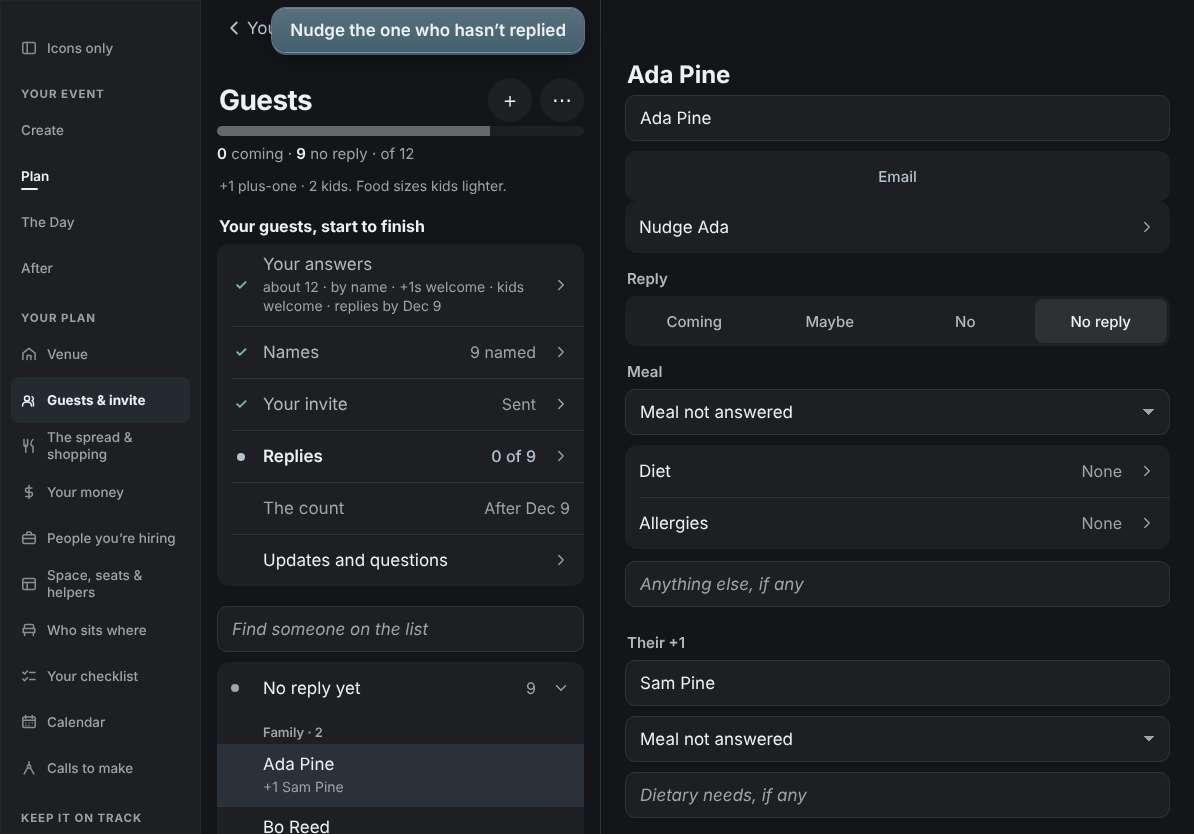 Icons only
YOUR EVENT
Create
Plan
The Day
After
YOUR PLAN
Venue
Guests & invite
The spread &
shopping
Your money
People you’re hiring
Space, seats &
helpers
Who sits where
Your checklist
Calendar
Calls to make
KEEP IT ON TRACK
Nudge the one who hasn’t replied
Guests
0 coming · 9 no reply · of 12
+1 plus-one · 2 kids. Food sizes kids lighter.
Your guests, start to finish
Your answers
about 12 · by name · +1s welcome · kids
welcome · replies by Dec 9
Names 9 named
Your invite Sent
Replies 0 of 9
The count After Dec 9
Updates and questions
Find someone on the list
No reply yet 9
Family · 2
Ada Pine
+1 Sam Pine
Bo Reed
Ada Pine
Ada Pine
Email
Nudge Ada
Reply
Coming Maybe No No reply
Meal
Meal not answered
Diet None
Allergies None
Anything else, if any
Their +1
Sam Pine
Meal not answered
Dietary needs, if any